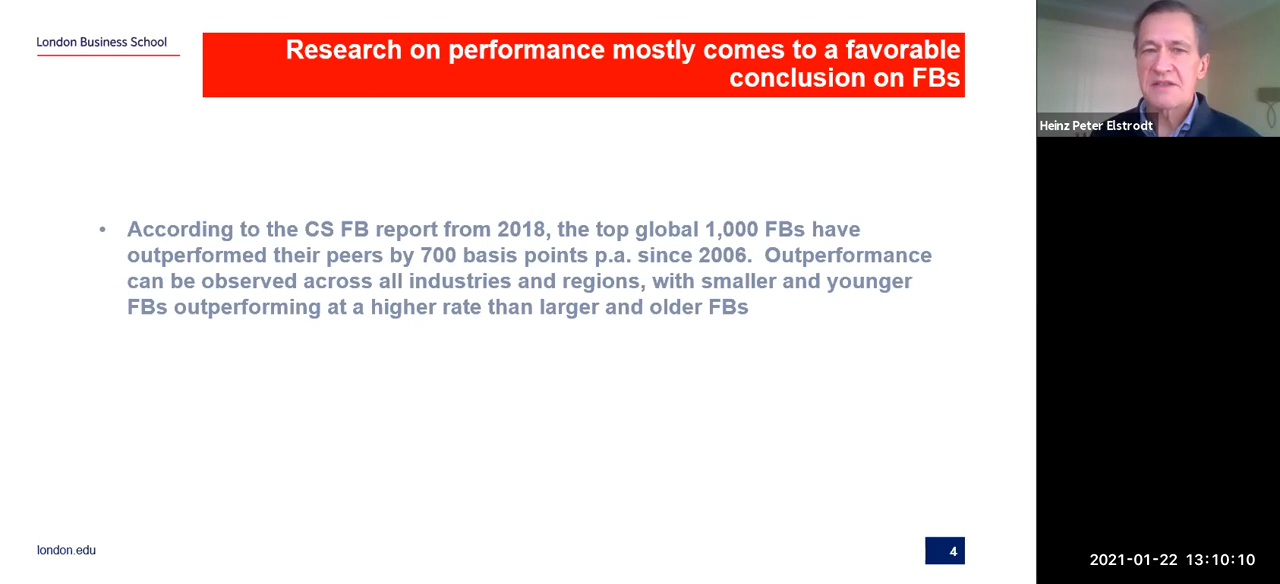 London Business School
Research on performance mostly comes to a favorable
conclusion on FBs
• According to the CS FB report from 2018, the top global 1,000 FBs have
outperformed their peers by 700 basis points p.a. since 2006.  Outperformance
can be observed across all industries and regions, with smaller and younger
FBs outperforming at a higher rate than larger and older FBs
london.edu
4
Heinz Peter Elstrodt
2021-01-22 13:10:10